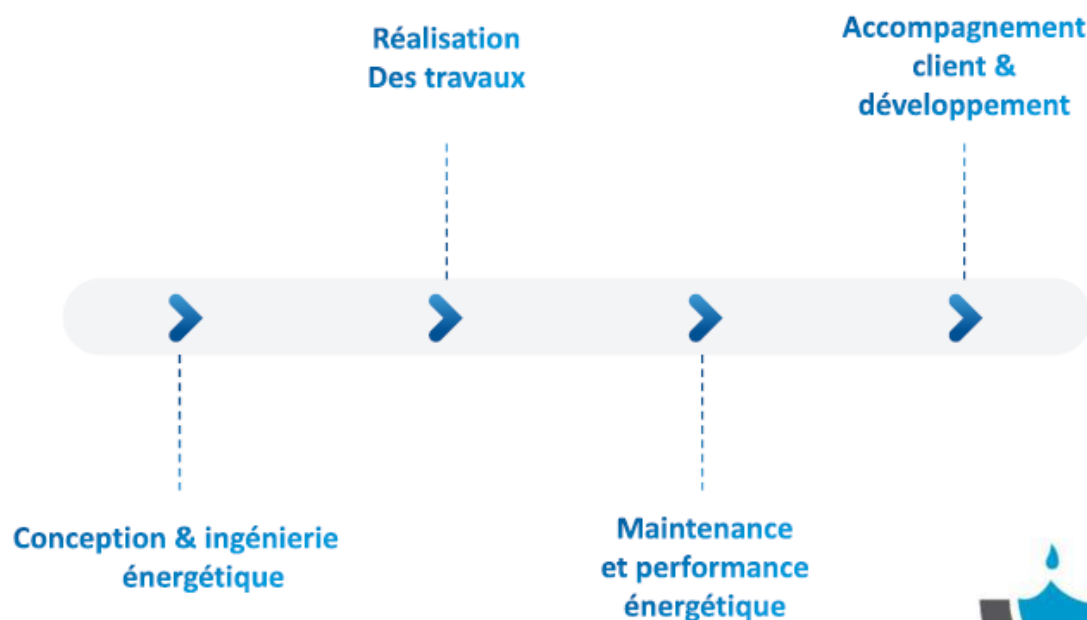 Réalisation
Des travaux
Accompagnement
client &
développement
Conception & ingénierie
énergétique
Maintenance
et performance
énergétique